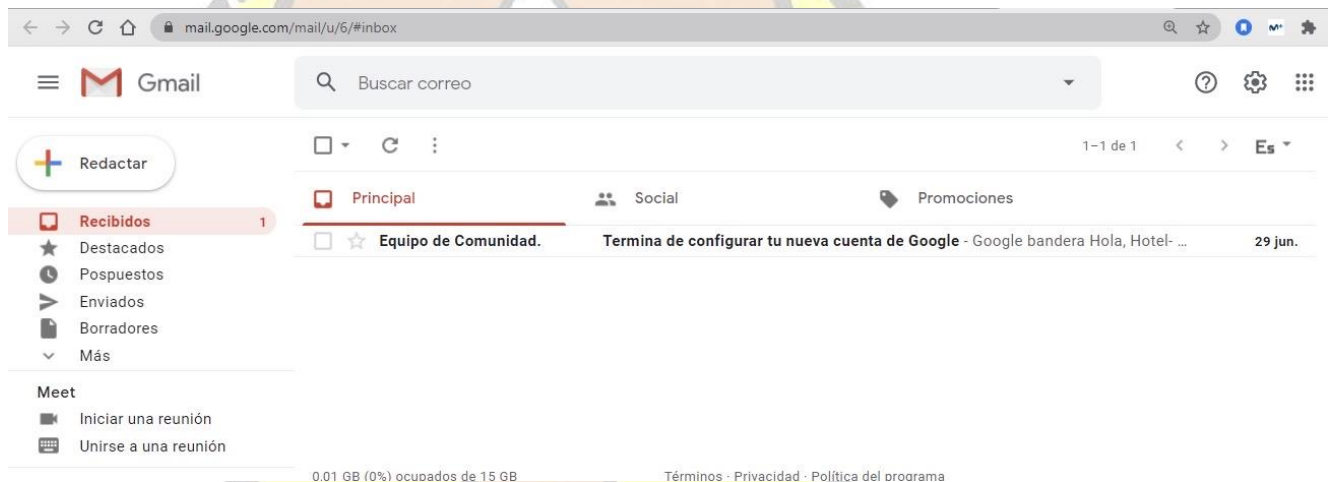 mail.google.com/mail/u/6/#inbox
Gmail
Buscar correo
Redactar
1–1 de 1
Es
Principal
Social
Promociones
Recibidos 1
Equipo de Comunidad. Termina de configurar tu nueva cuenta de Google - Google bandera Hola, Hotel- ... 29 jun.
Destacados
Pospuestos
Enviados
Borradores
Más
Meet
Iniciar una reunión
Unirse a una reunión
0.01 GB (0%) ocupados de 15 GB
Términos · Privacidad · Política del programa